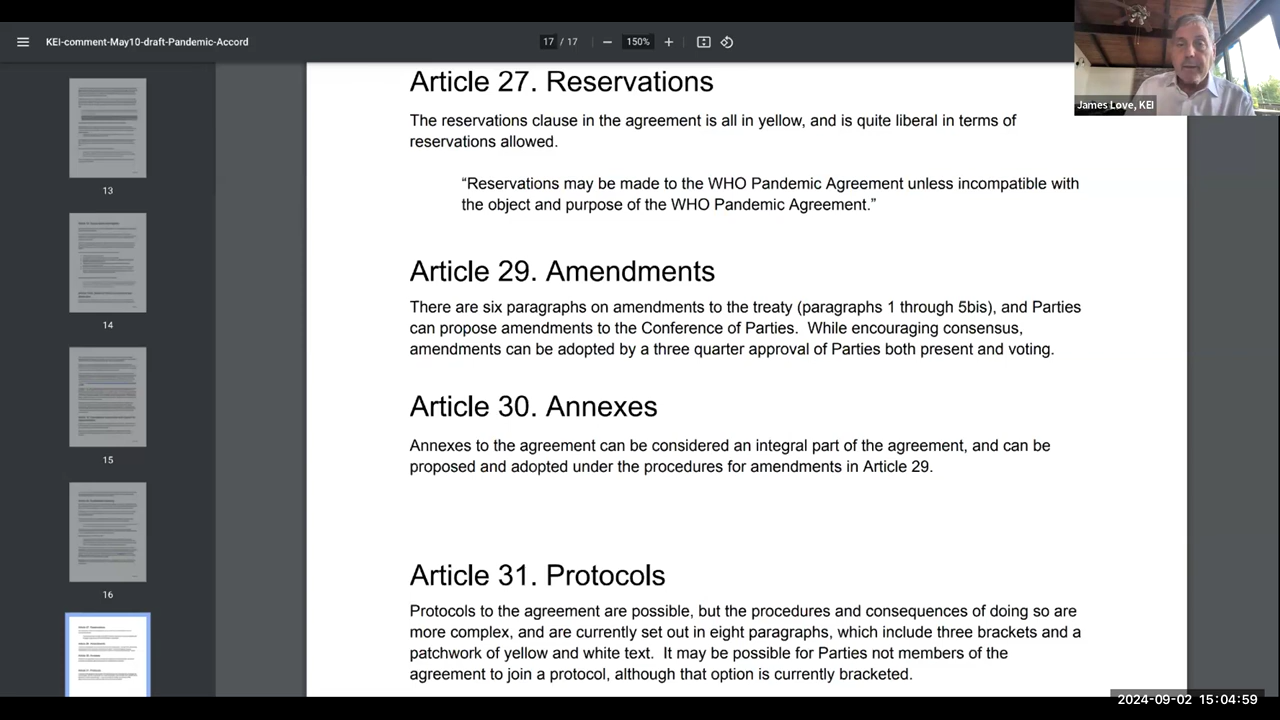 KEI-comment-May10-draft-Pandemic-Accord
17 / 17
150%
James Love, KEI
13
14
15
16
Article 27. Reservations
The reservations clause in the agreement is all in yellow, and is quite liberal in terms of
reservations allowed.
“Reservations may be made to the WHO Pandemic Agreement unless incompatible with
the object and purpose of the WHO Pandemic Agreement.”
Article 29. Amendments
There are six paragraphs on amendments to the treaty (paragraphs 1 through 5bis), and Parties
can propose amendments to the Conference of Parties. While encouraging consensus,
amendments can be adopted by a three quarter approval of Parties both present and voting.
Article 30. Annexes
Annexes to the agreement can be considered an integral part of the agreement, and can be
proposed and adopted under the procedures for amendments in Article 29.
Article 31. Protocols
Protocols to the agreement are possible, but the procedures and consequences of doing so are
more complex, and are currently set out in eight paragraphs, which include three brackets and a
patchwork of yellow and white text. It may be possible for Parties not members of the
agreement to join a protocol, although that option is currently bracketed.
2024-09-02 15:04:59